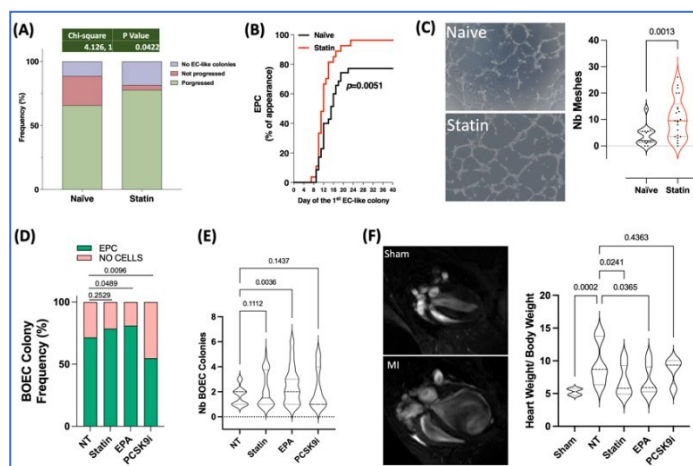 (A)
Chi-square P Value
4.126, 1 0.0422
No EC-like colonies
Not progressed
Porgressed
Frequency (%)
100
50
0
Naïve Statin
(B)
Naïve
Statin
p=0.0051
EPC
(% of appearance)
100
80
60
40
20
0
0 4 8 12 16 20 24 28 32 36 40
Day of the 1st EC-like colony
(C)
Naïve
Statin
0.0013
Nb Meshes
40
30
20
10
0
Naïve Statin
(D)
EPC
NO CELLS
0.0096
0.0489
0.2529
BOEC Colony
Frequency (%)
100
50
0
NT Statin EPA PCSK9i
(E)
0.1437
0.0036
0.1112
Nb BOEC Colonies
8
6
4
2
0
NT Statin EPA PCSK9i
(F)
Sham
MI
0.4363
0.0241
0.0002 0.0365
Heart Weight/ Body Weight
20
15
10
5
0
Sham NT Statin EPA PCSK9i